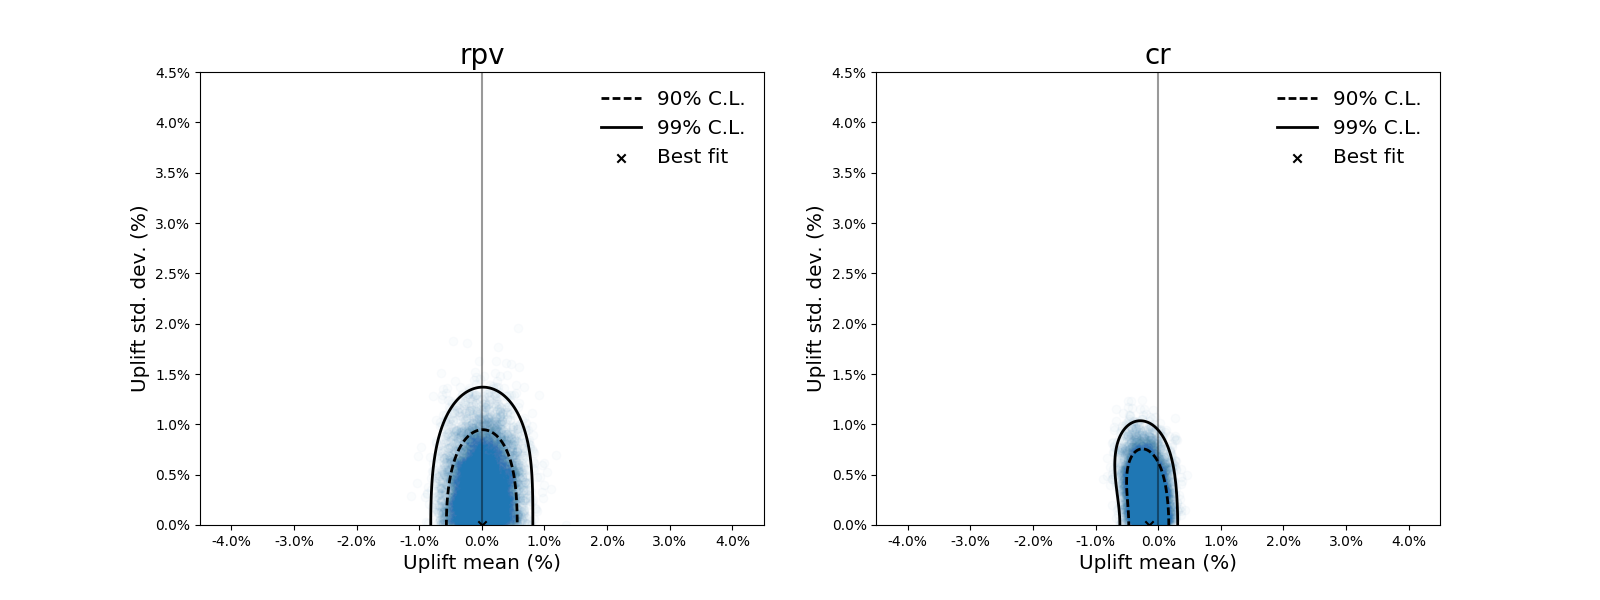 rpv
4.5%
4.0%
3.5%
3.0%
2.5%
2.0%
1.5%
1.0%
0.5%
0.0%
Uplift std. dev. (%)
90% C.L.
99% C.L.
Best fit
-4.0% -3.0% -2.0% -1.0% 0.0% 1.0% 2.0% 3.0% 4.0%
Uplift mean (%)
cr
4.5%
4.0%
3.5%
3.0%
2.5%
2.0%
1.5%
1.0%
0.5%
0.0%
Uplift std. dev. (%)
90% C.L.
99% C.L.
Best fit
-4.0% -3.0% -2.0% -1.0% 0.0% 1.0% 2.0% 3.0% 4.0%
Uplift mean (%)